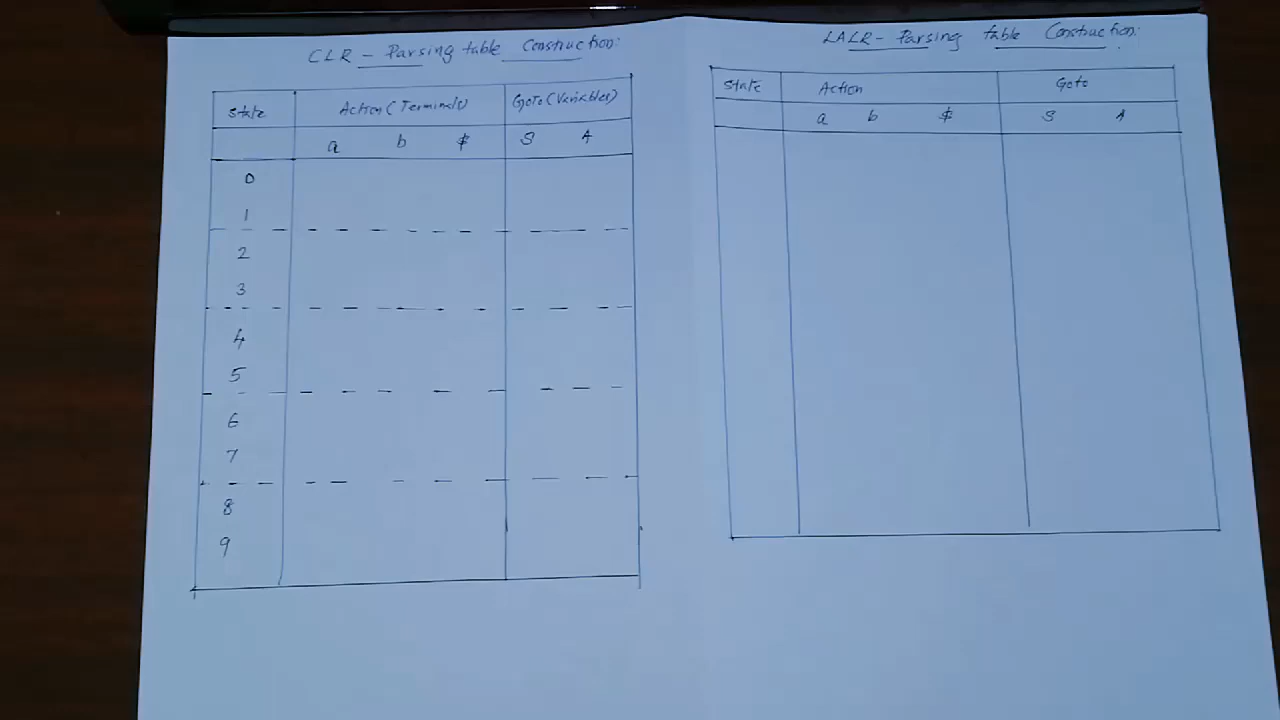 CLR - Parsing table Construction:
State Action (Terminals) GoTo (Variables)
a b $ S A
0
1
2
3
4
5
6
7
8
9
LALR - Parsing table Construction:
State Action Goto
a b $ S A